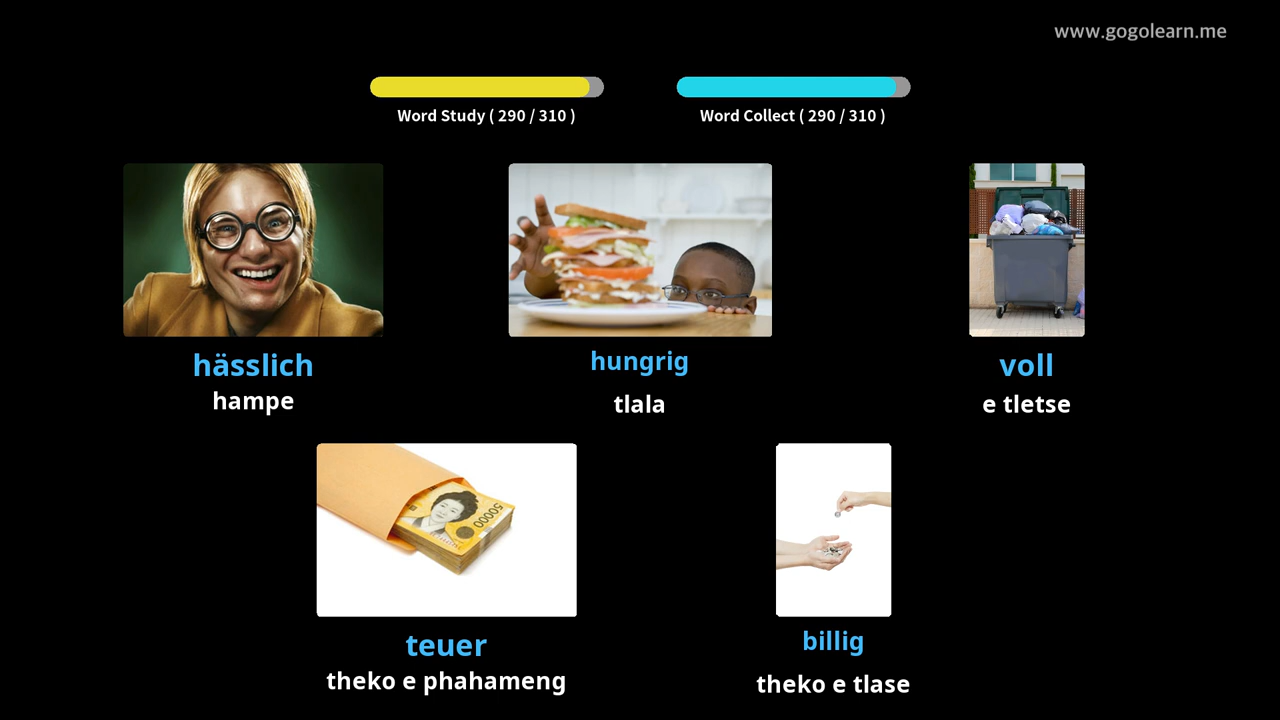 www.gogolearn.me
Word Study ( 290 / 310 )
Word Collect ( 290 / 310 )
hässlich
hampe
hungrig
tlala
voll
e tletse
50000
teuer
theko e phahameng
billig
theko e tlase